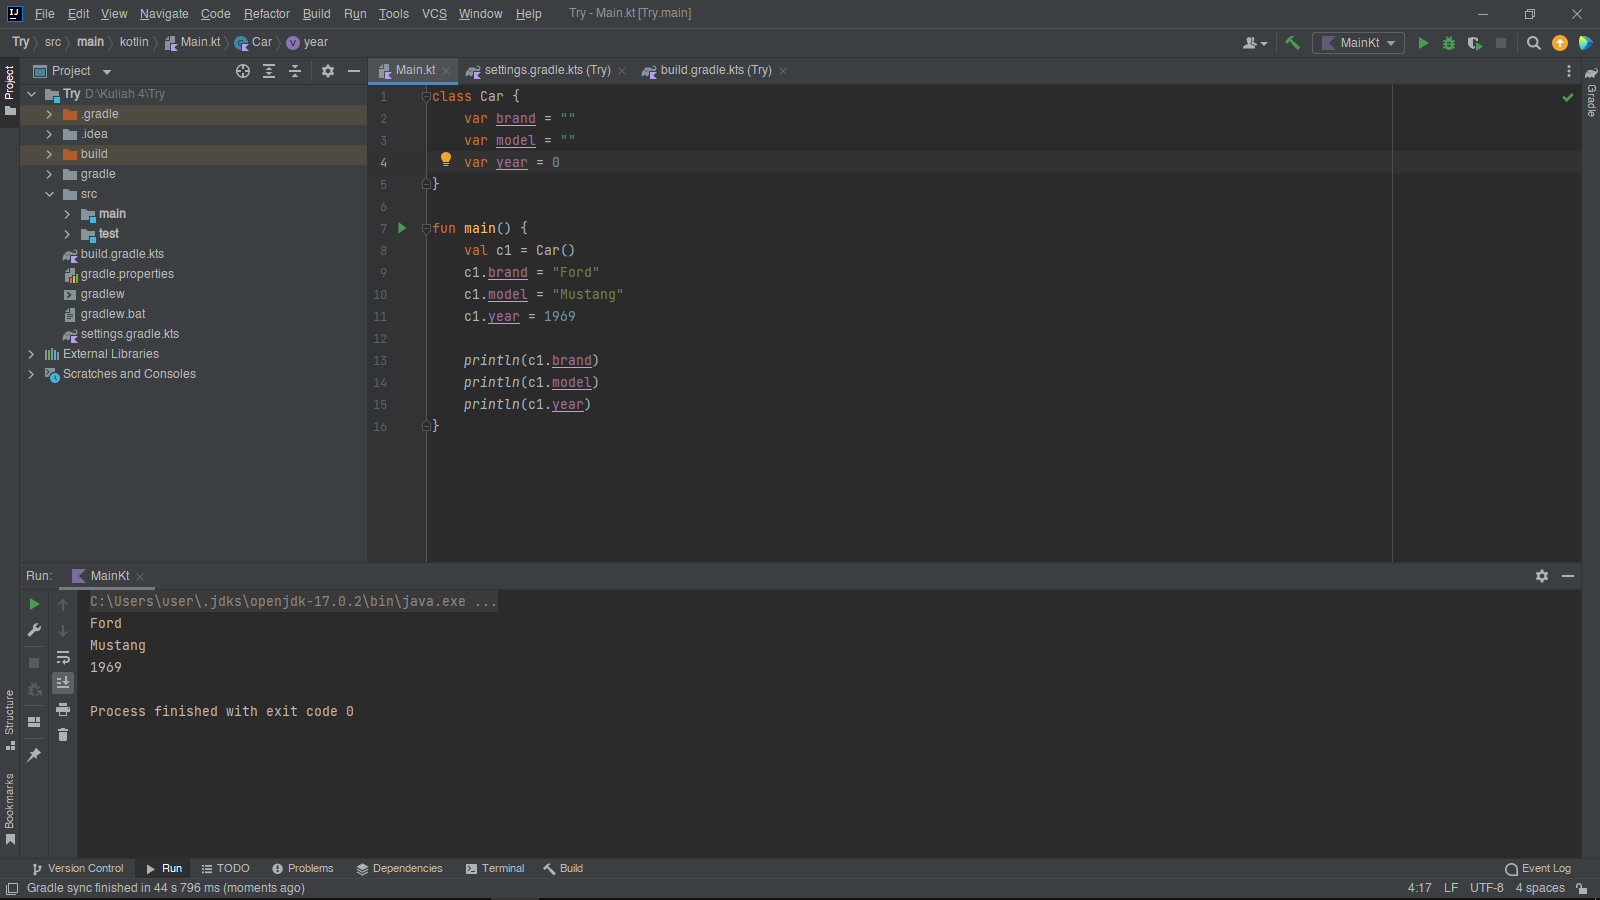 IJ File Edit View Navigate Code Refactor Build Run Tools VCS Window Help Try - Main.kt [Try.main]
Try src main kotlin Main.kt Car v year MainKt
Project
Main.kt settings.gradle.kts (Try) build.gradle.kts (Try)
Project
Try D:\Kuliah 4\Try
.gradle
.idea
build
gradle
src
main
test
build.gradle.kts
gradle.properties
gradlew
gradlew.bat
settings.gradle.kts
External Libraries
Scratches and Consoles
1 class Car {
2 var brand = ""
3 var model = ""
4 var year = 0
5 }
6
7 fun main() {
8 val c1 = Car()
9 c1.brand = "Ford"
10 c1.model = "Mustang"
11 c1.year = 1969
12
13 println(c1.brand)
14 println(c1.model)
15 println(c1.year)
16 }
Gradle
Run: MainKt
C:\Users\user\.jdks\openjdk-17.0.2\bin\java.exe ...
Ford
Mustang
1969
Process finished with exit code 0
Structure
Bookmarks
Version Control Run TODO Problems Dependencies Terminal Build Event Log
Gradle sync finished in 44 s 796 ms (moments ago) 4:17 LF UTF-8 4 spaces